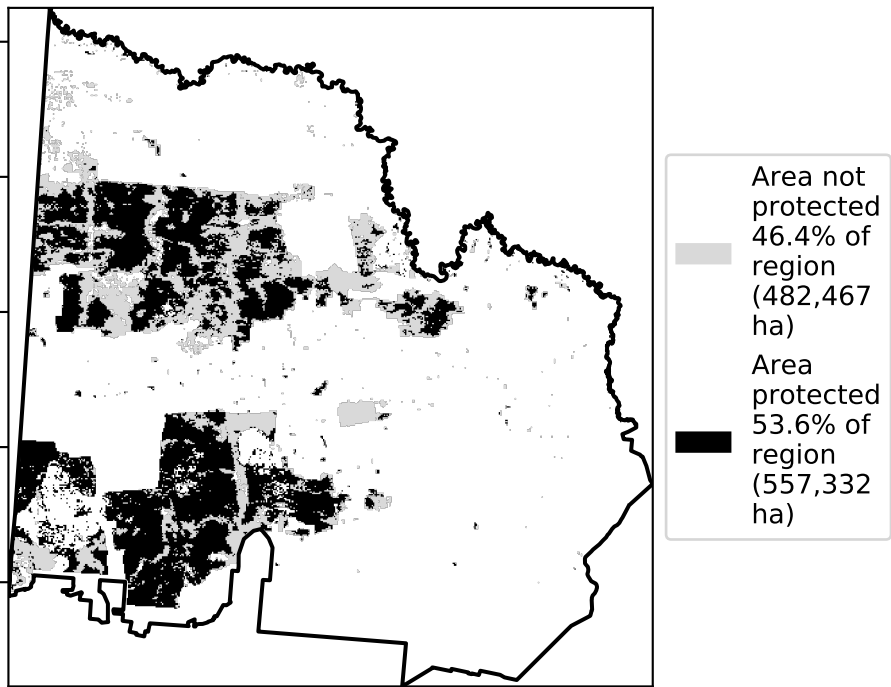 Area not
protected
46.4% of
region
(482,467
ha)
Area
protected
53.6% of
region
(557,332
ha)